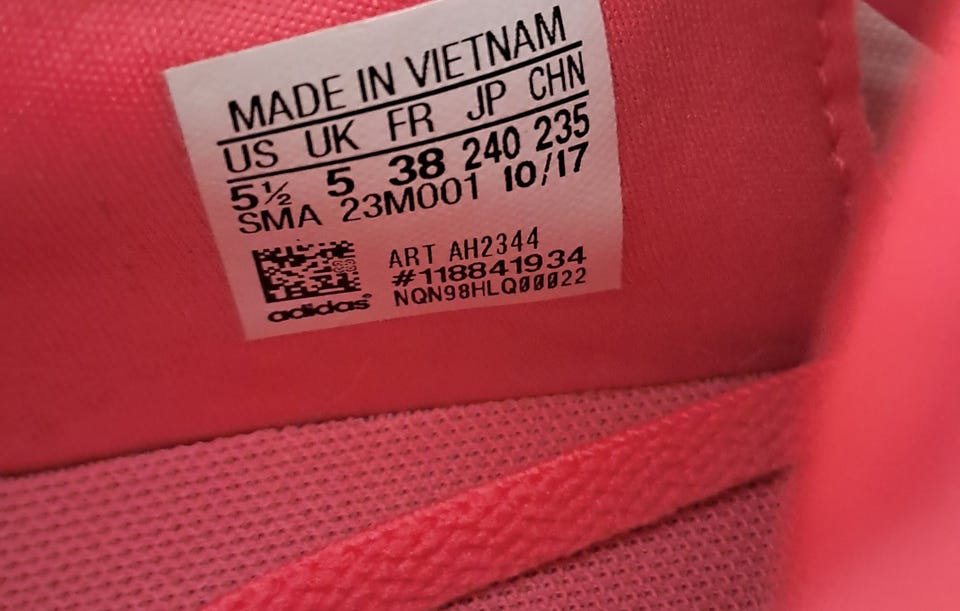 MADE IN VIETNAM
US UK FR JP CHN
5½ 5 38 240 235
SMA 23M001 10/17
ART AH2344
#118841934
NQN98HLQ00022
adidas®